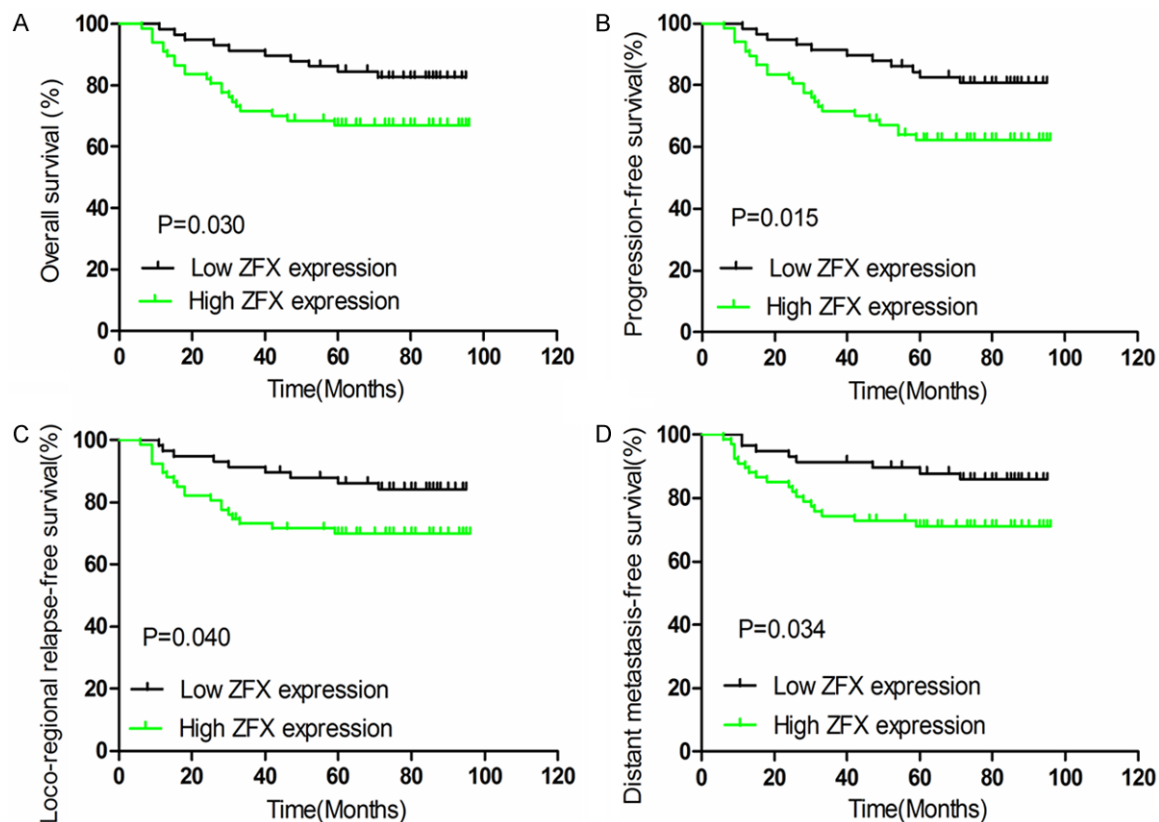 A
Overall survival (%)
100
80
60
40
20
0
P=0.030
Low ZFX expression
High ZFX expression
0 20 40 60 80 100 120
Time(Months)
B
Progression-free survival(%)
100
80
60
40
20
0
P=0.015
Low ZFX expression
High ZFX expression
0 20 40 60 80 100 120
Time(Months)
C
Loco-regional relapse-free survival(%)
100
80
60
40
20
0
P=0.040
Low ZFX expression
High ZFX expression
0 20 40 60 80 100 120
Time(Months)
D
Distant metastasis-free survival(%)
100
80
60
40
20
0
P=0.034
Low ZFX expression
High ZFX expression
0 20 40 60 80 100 120
Time(Months)